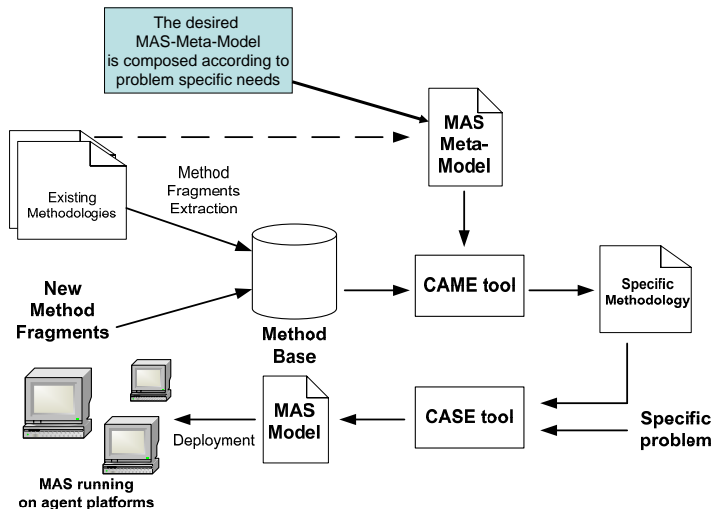 The desired
MAS-Meta-Model
is composed according to
problem specific needs
MAS
Meta-
Model
Existing
Methodologies
Method
Fragments
Extraction
New
Method
Fragments
Method
Base
CAME tool
Specific
Methodology
MAS running
on agent platforms
Deployment
MAS
Model
CASE tool
Specific
problem